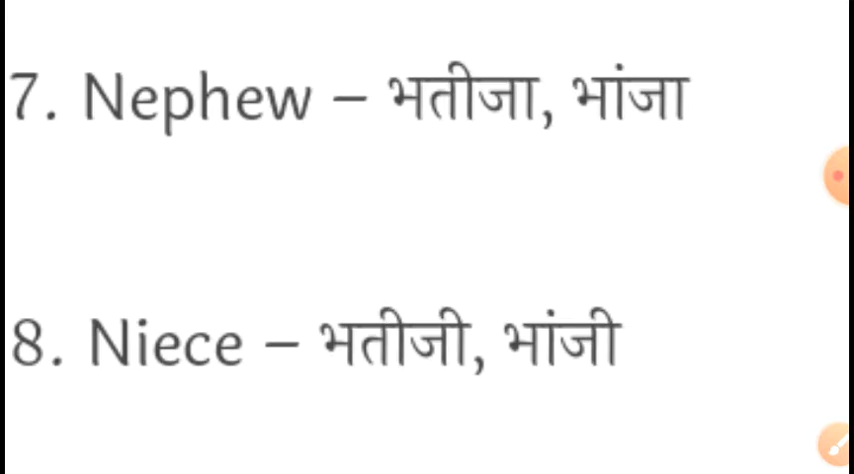 7. Nephew – भतीजा, भांजा
8. Niece – भतीजी, भांजी